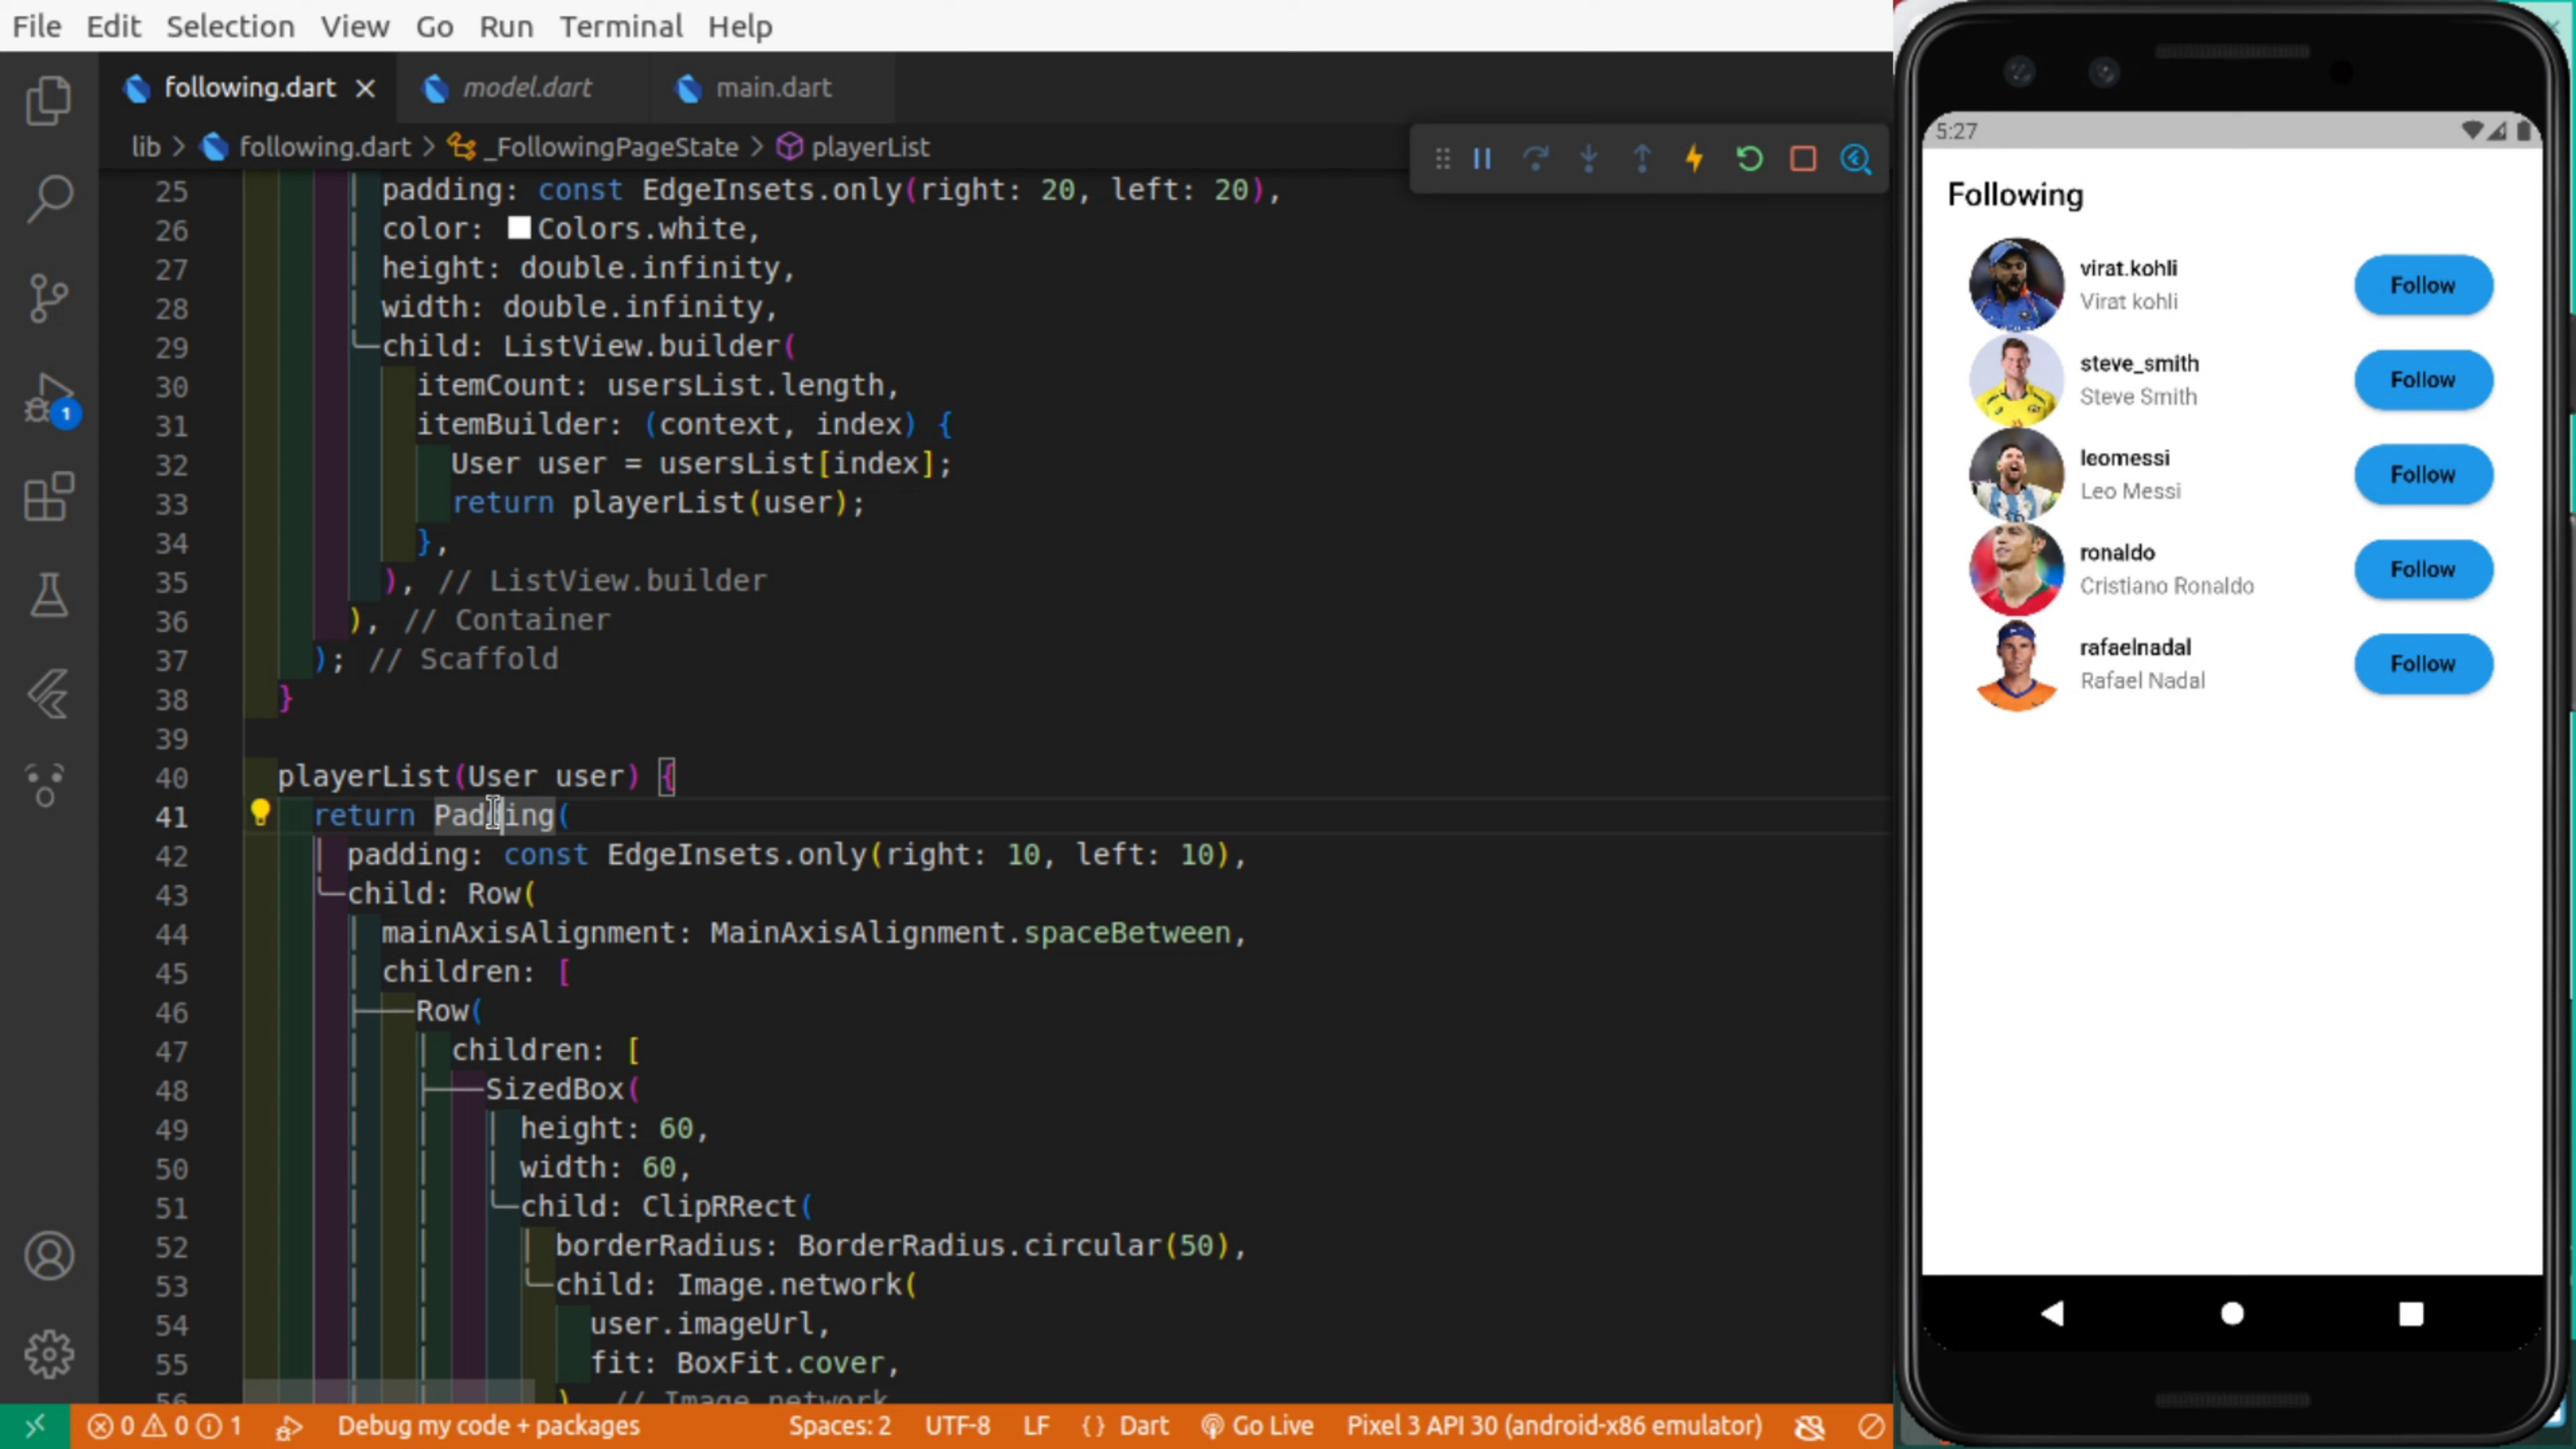 File Edit Selection View Go Run Terminal Help
following.dart model.dart main.dart
lib > following.dart > _FollowingPageState > playerList
25 padding: const EdgeInsets.only(right: 20, left: 20),
26 color: Colors.white,
27 height: double.infinity,
28 width: double.infinity,
29 child: ListView.builder(
30 itemCount: usersList.length,
31 itemBuilder: (context, index) {
32 User user = usersList[index];
33 return playerList(user);
34 },
35 ), // ListView.builder
36 ), // Container
37 ); // Scaffold
38 }
39
40 playerList(User user) {
41 return Padding(
42 padding: const EdgeInsets.only(right: 10, left: 10),
43 child: Row(
44 mainAxisAlignment: MainAxisAlignment.spaceBetween,
45 children: [
46 Row(
47 children: [
48 SizedBox(
49 height: 60,
50 width: 60,
51 child: ClipRRect(
52 borderRadius: BorderRadius.circular(50),
53 child: Image.network(
54 user.imageUrl,
55 fit: BoxFit.cover,
56 ) // Image.network
1
0 0 1 Debug my code + packages Spaces: 2 UTF-8 LF {} Dart Go Live Pixel 3 API 30 (android-x86 emulator)
5:27
Following
virat.kohli
Virat kohli
Follow
steve_smith
Steve Smith
Follow
leomessi
Leo Messi
Follow
ronaldo
Cristiano Ronaldo
Follow
rafaelnadal
Rafael Nadal
Follow